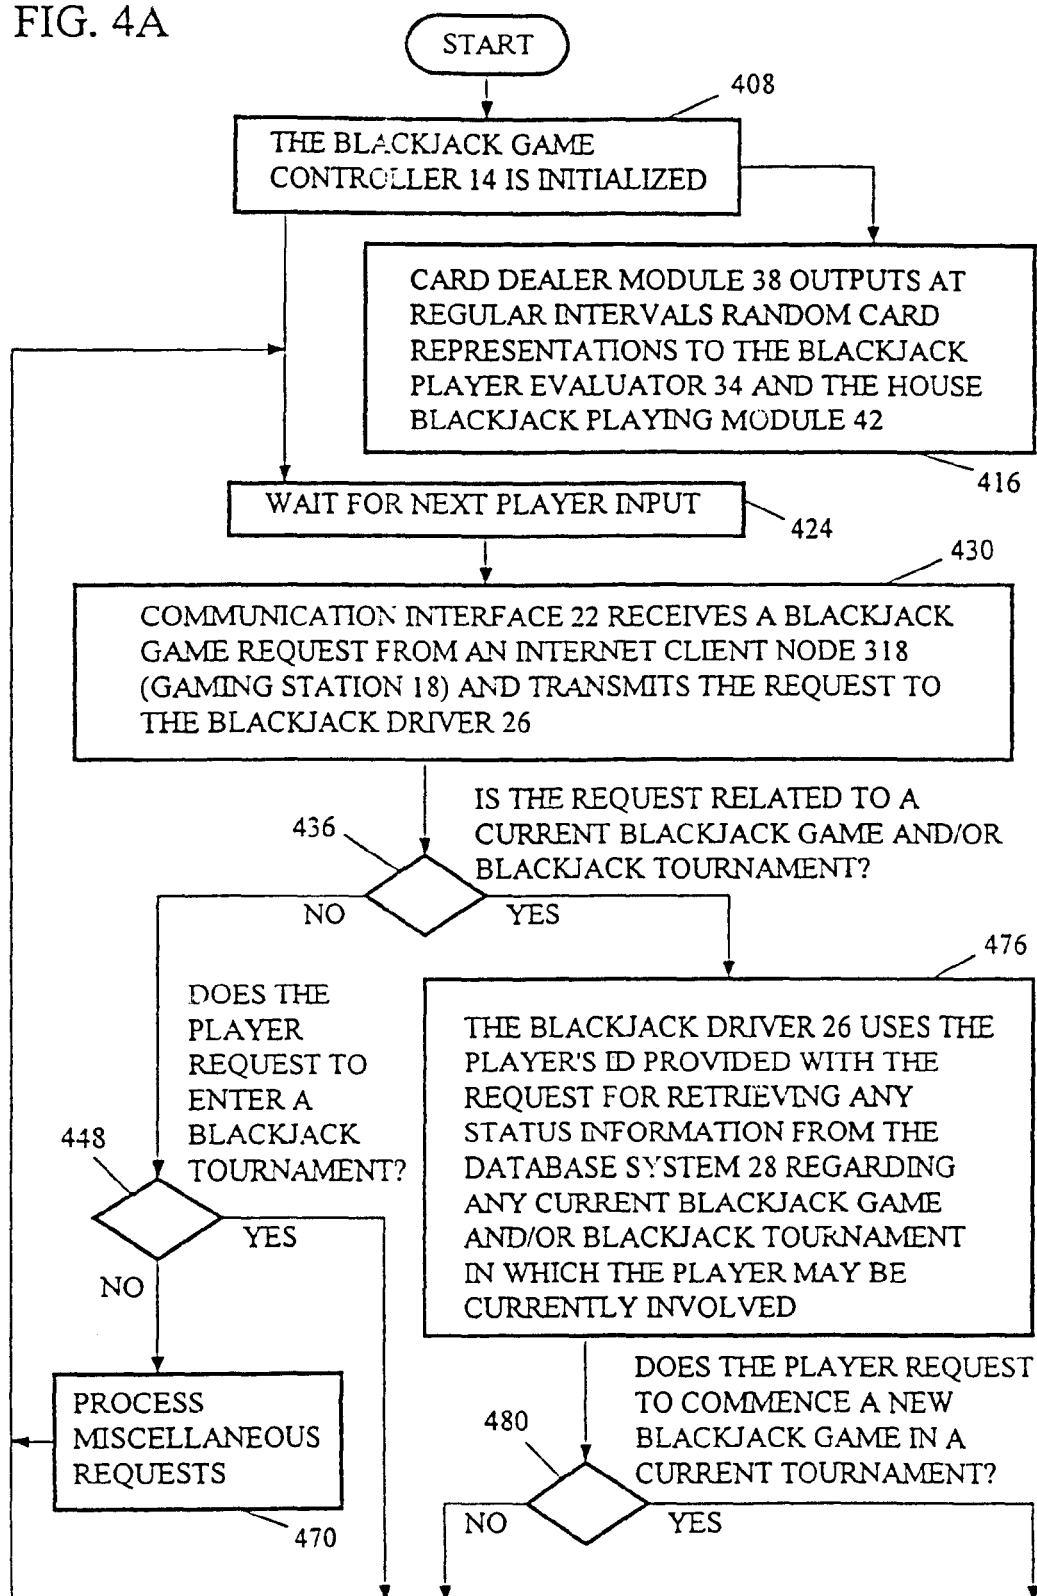 FIG. 4A
START
408
THE BLACKJACK GAME
CONTROLLER 14 IS INITIALIZED
CARD DEALER MODULE 38 OUTPUTS AT
REGULAR INTERVALS RANDOM CARD
REPRESENTATIONS TO THE BLACKJACK
PLAYER EVALUATOR 34 AND THE HOUSE
BLACKJACK PLAYING MODULE 42
416
WAIT FOR NEXT PLAYER INPUT
424
430
COMMUNICATION INTERFACE 22 RECEIVES A BLACKJACK
GAME REQUEST FROM AN INTERNET CLIENT NODE 318
(GAMING STATION 18) AND TRANSMITS THE REQUEST TO
THE BLACKJACK DRIVER 26
IS THE REQUEST RELATED TO A
CURRENT BLACKJACK GAME AND/OR
BLACKJACK TOURNAMENT?
436
NO
YES
476
DOES THE
PLAYER
REQUEST TO
ENTER A
BLACKJACK
TOURNAMENT?
448
YES
NO
THE BLACKJACK DRIVER 26 USES THE
PLAYER'S ID PROVIDED WITH THE
REQUEST FOR RETRIEVING ANY
STATUS INFORMATION FROM THE
DATABASE SYSTEM 28 REGARDING
ANY CURRENT BLACKJACK GAME
AND/OR BLACKJACK TOURNAMENT
IN WHICH THE PLAYER MAY BE
CURRENTLY INVOLVED
PROCESS
MISCELLANEOUS
REQUESTS
470
DOES THE PLAYER REQUEST
TO COMMENCE A NEW
BLACKJACK GAME IN A
CURRENT TOURNAMENT?
480
NO
YES